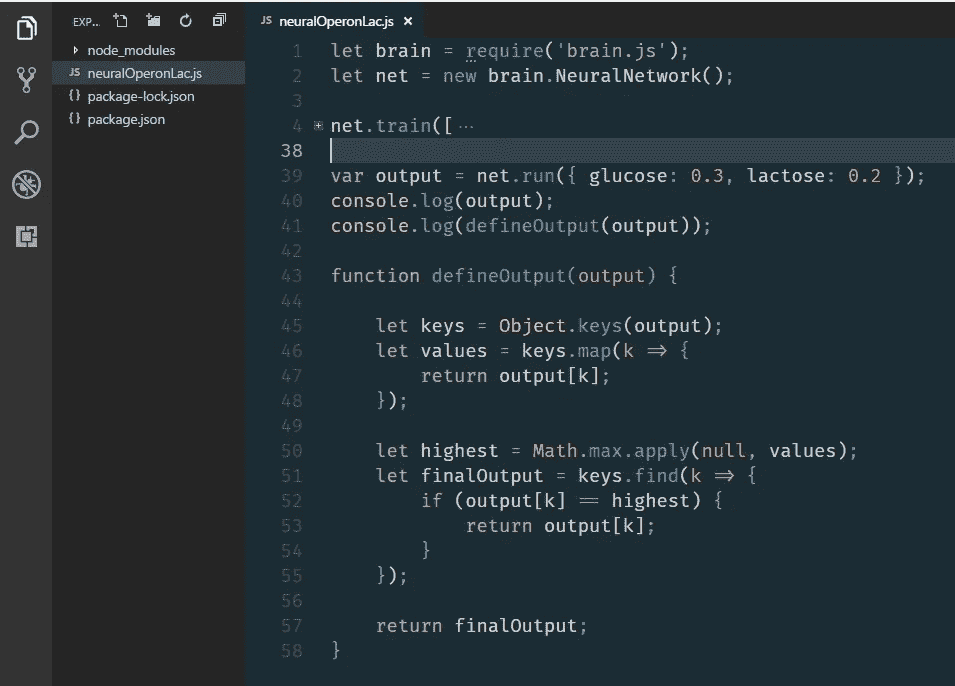 EXP...
node_modules
JS neuralOperonLac.js
{} package-lock.json
{} package.json
JS neuralOperonLac.js ×
1 let brain = require('brain.js');
2 let net = new brain.NeuralNetwork();
3
4 net.train([ ···
38
39 var output = net.run({ glucose: 0.3, lactose: 0.2 });
40 console.log(output);
41 console.log(defineOutput(output));
42
43 function defineOutput(output) {
44
45     let keys = Object.keys(output);
46     let values = keys.map(k ⇒ {
47         return output[k];
48     });
49
50     let highest = Math.max.apply(null, values);
51     let finalOutput = keys.find(k ⇒ {
52         if (output[k] == highest) {
53             return output[k];
54         }
55     });
56
57     return finalOutput;
58 }